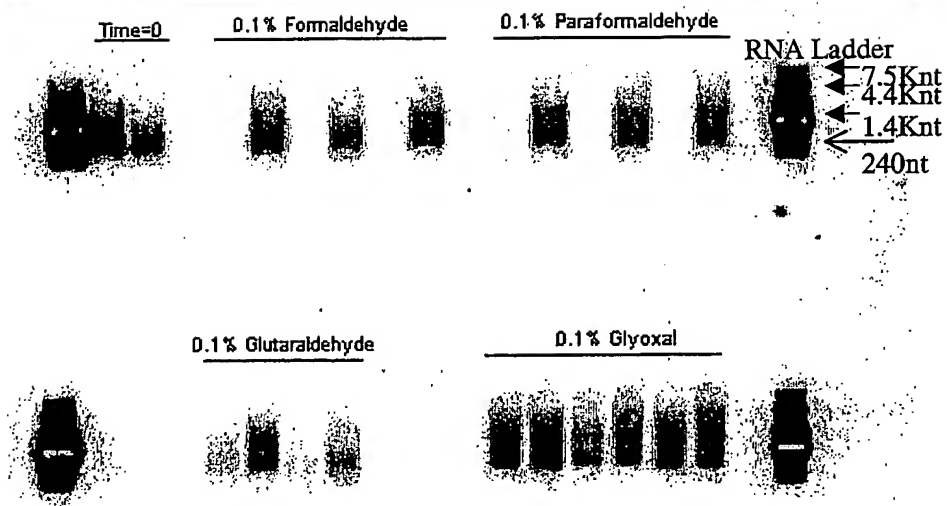 Time=0
0.1% Formaldehyde
0.1% Paraformaldehyde
RNA Ladder
7.5Knt
4.4Knt
1.4Knt
240nt
0.1% Glutaraldehyde
0.1% Glyoxal